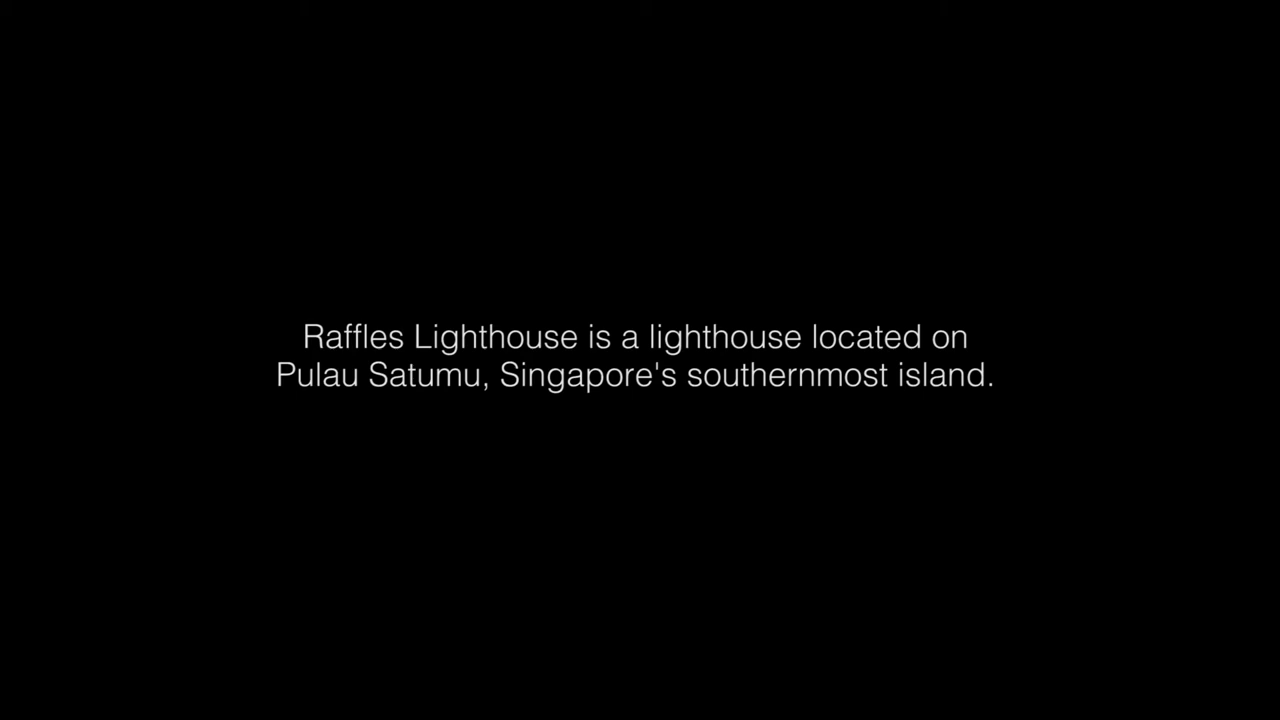 Raffles Lighthouse is a lighthouse located on
Pulau Satumu, Singapore's southernmost island.